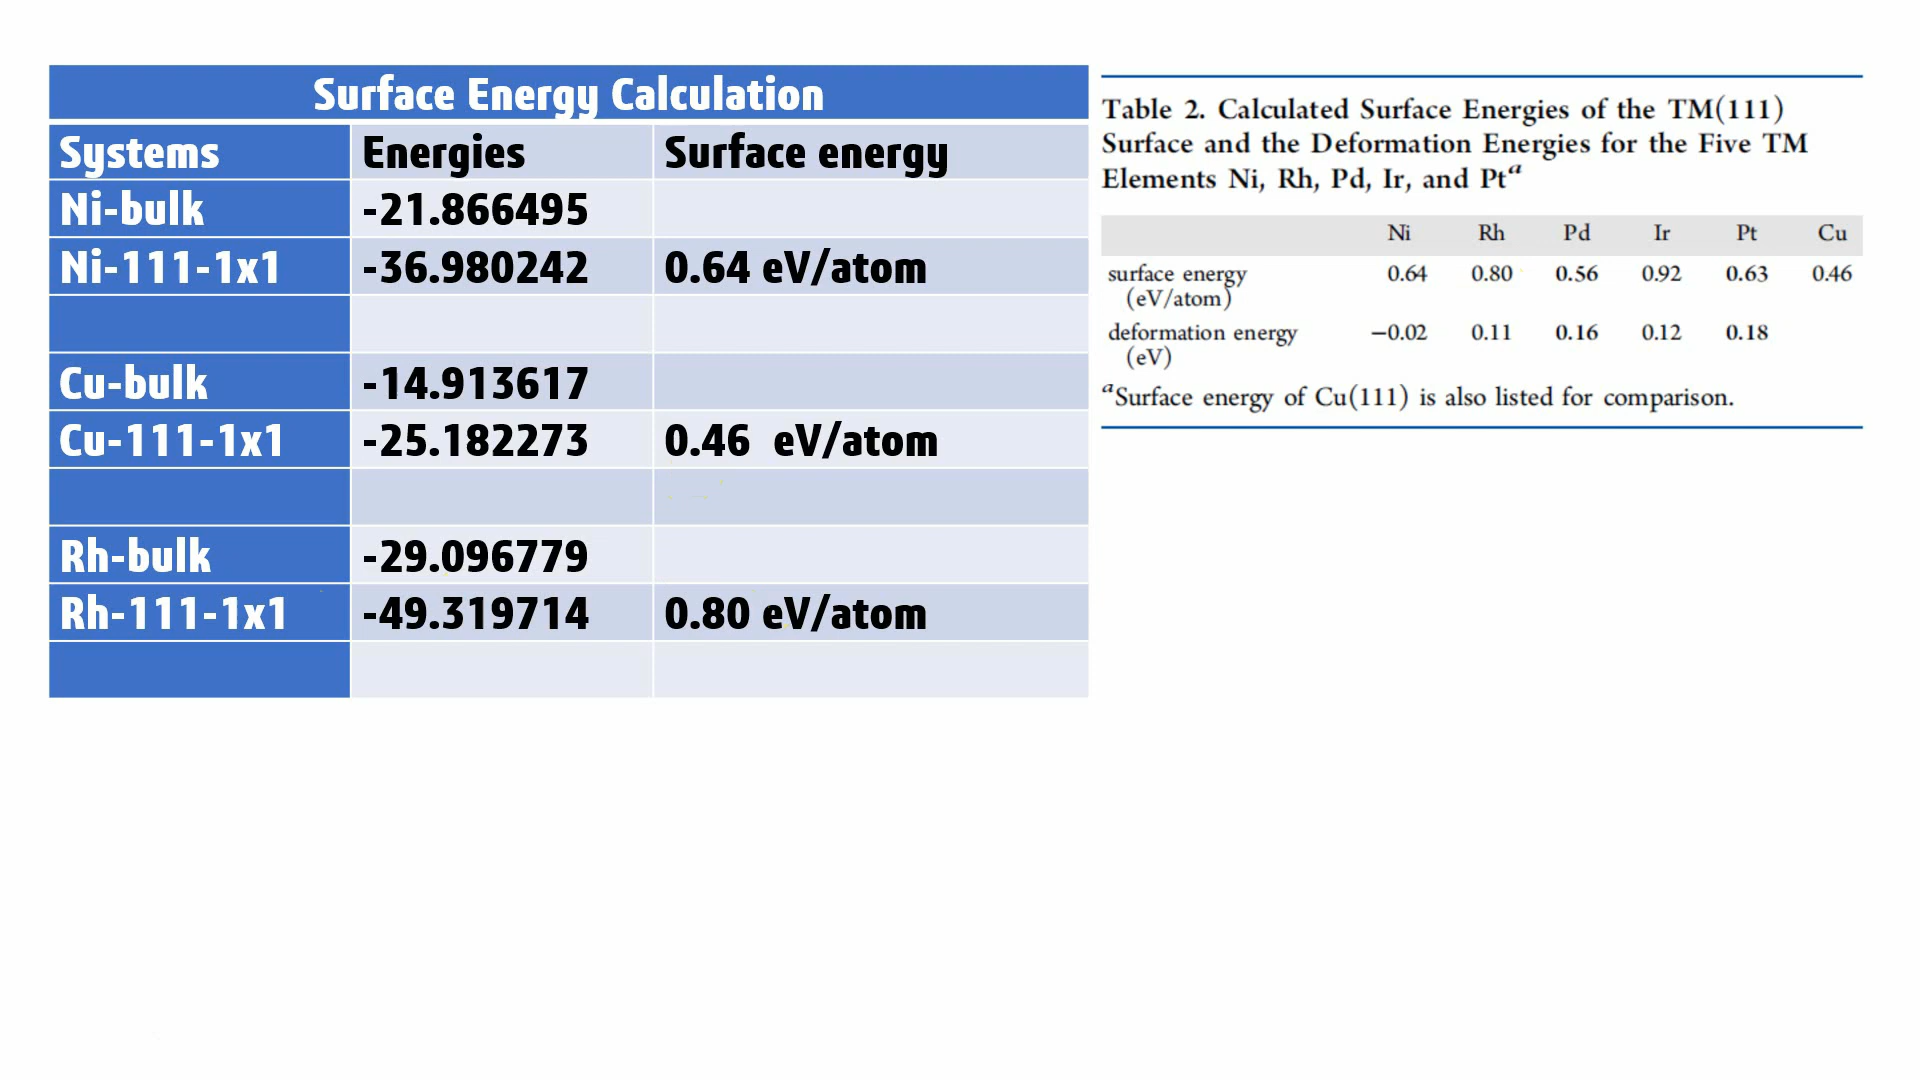 Surface Energy Calculation
Systems Energies Surface energy
Ni-bulk -21.866495
Ni-111-1x1 -36.980242 0.64 eV/atom
Cu-bulk -14.913617
Cu-111-1x1 -25.182273 0.46 eV/atom
Rh-bulk -29.096779
Rh-111-1x1 -49.319714 0.80 eV/atom
Table 2. Calculated Surface Energies of the TM(111)
Surface and the Deformation Energies for the Five TM
Elements Ni, Rh, Pd, Ir, and Pt^a
Ni Rh Pd Ir Pt Cu
surface energy 0.64 0.80 0.56 0.92 0.63 0.46
(eV/atom)
deformation energy −0.02 0.11 0.16 0.12 0.18
(eV)
^aSurface energy of Cu(111) is also listed for comparison.